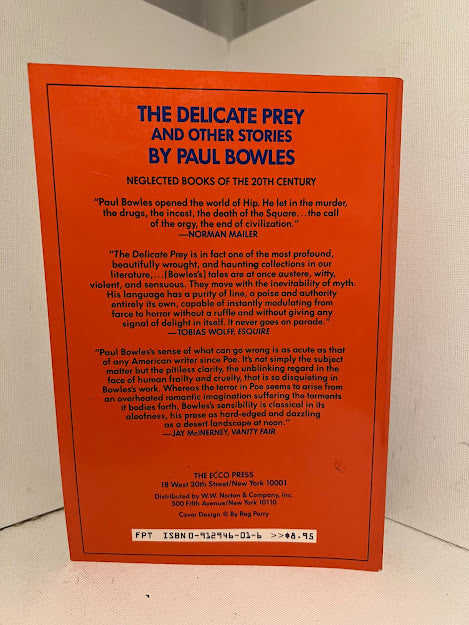 THE DELICATE PREY
AND OTHER STORIES
BY PAUL BOWLES
NEGLECTED BOOKS OF THE 20TH CENTURY
"Paul Bowles opened the world of Hip. He let in the murder,
the drugs, the incest, the death of the Square...the call
of the orgy, the end of civilization."
—NORMAN MAILER
"The Delicate Prey is in fact one of the most profound,
beautifully wrought, and haunting collections in our
literature,...[Bowles's] tales are at once austere, witty,
violent, and sensuous. They move with the inevitability of myth.
His language has a purity of line, a poise and authority
entirely its own, capable of instantly modulating from
farce to horror without a ruffle and without giving any
signal of delight in itself. It never goes on parade."
—TOBIAS WOLFF, ESQUIRE
"Paul Bowles's sense of what can go wrong is as acute as that
of any American writer since Poe. It's not simply the subject
matter but the pitiless clarity, the unblinking regard in the
face of human frailty and cruelty, that is so disquieting in
Bowles's work. Whereas the terror in Poe seems to arise from
an overheated romantic imagination suffering the torments
it bodies forth, Bowles's sensibility is classical in its
aloofness, his prose as hard-edged and dazzling
as a desert landscape at noon."
—JAY McINERNEY, VANITY FAIR
THE ECCO PRESS
18 West 30th Street/New York 10001
Distributed by W.W. Norton & Company, Inc.
500 Fifth Avenue/New York 10110
Cover Design © By Reg Perry
FPT ISBN 0-912946-01-6 >>$8.95